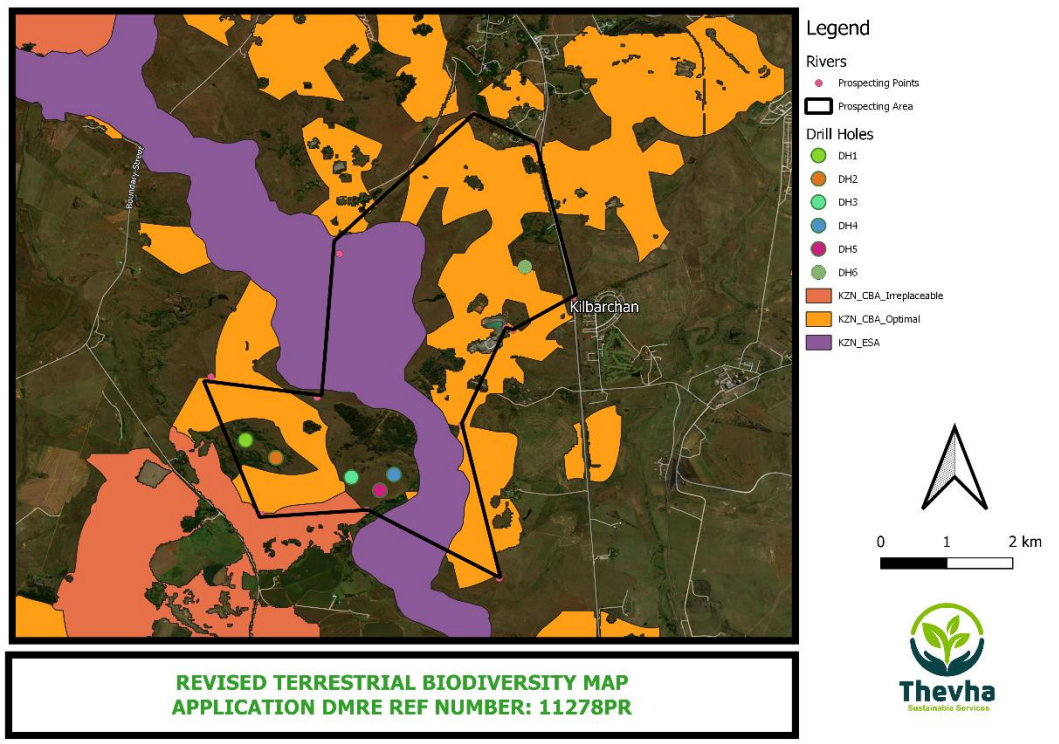 Boundary Street
Kilbarchan
Legend
Rivers
Prospecting Points
Prospecting Area
Drill Holes
DH1
DH2
DH3
DH4
DH5
DH6
KZN_CBA_Irreplaceable
KZN_CBA_Optimal
KZN_ESA
0 1 2 km
Thevha
Sustainable Services
REVISED TERRESTRIAL BIODIVERSITY MAP
APPLICATION DMRE REF NUMBER: 11278PR